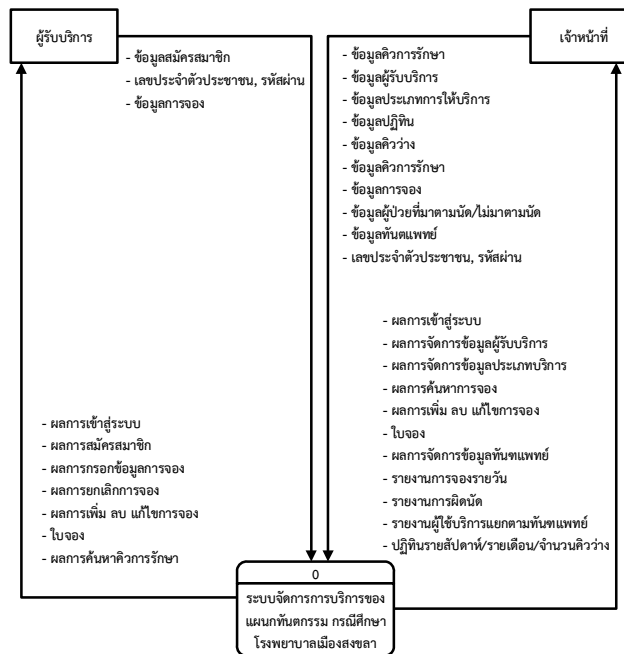 ผู้รับบริการ
เจ้าหน้าที่
- ข้อมูลสมัครสมาชิก
- เลขประจำตัวประชาชน, รหัสผ่าน
- ข้อมูลการจอง
- ข้อมูลคิวการรักษา
- ข้อมูลผู้รับบริการ
- ข้อมูลประเภทการให้บริการ
- ข้อมูลปฏิทิน
- ข้อมูลคิวว่าง
- ข้อมูลคิวการรักษา
- ข้อมูลการจอง
- ข้อมูลผู้ป่วยที่มาตามนัด/ไม่มาตามนัด
- ข้อมูลทันตแพทย์
- เลขประจำตัวประชาชน, รหัสผ่าน
- ผลการเข้าสู่ระบบ
- ผลการสมัครสมาชิก
- ผลการกรอกข้อมูลการจอง
- ผลการยกเลิกการจอง
- ผลการเพิ่ม ลบ แก้ไขการจอง
- ใบจอง
- ผลการค้นหาคิวการรักษา
- ผลการเข้าสู่ระบบ
- ผลการจัดการข้อมูลผู้รับบริการ
- ผลการจัดการข้อมูลประเภทบริการ
- ผลการค้นหาการจอง
- ผลการเพิ่ม ลบ แก้ไขการจอง
- ใบจอง
- ผลการจัดการข้อมูลทันฑแพทย์
- รายงานการจองรายวัน
- รายงานการผิดนัด
- รายงานผู้ใช้บริการแยกตามทันฑแพทย์
- ปฏิทินรายสัปดาห์/รายเดือน/จำนวนคิวว่าง
0
ระบบจัดการการบริการของ
แผนกทันตกรรม กรณีศึกษา
โรงพยาบาลเมืองสงขลา